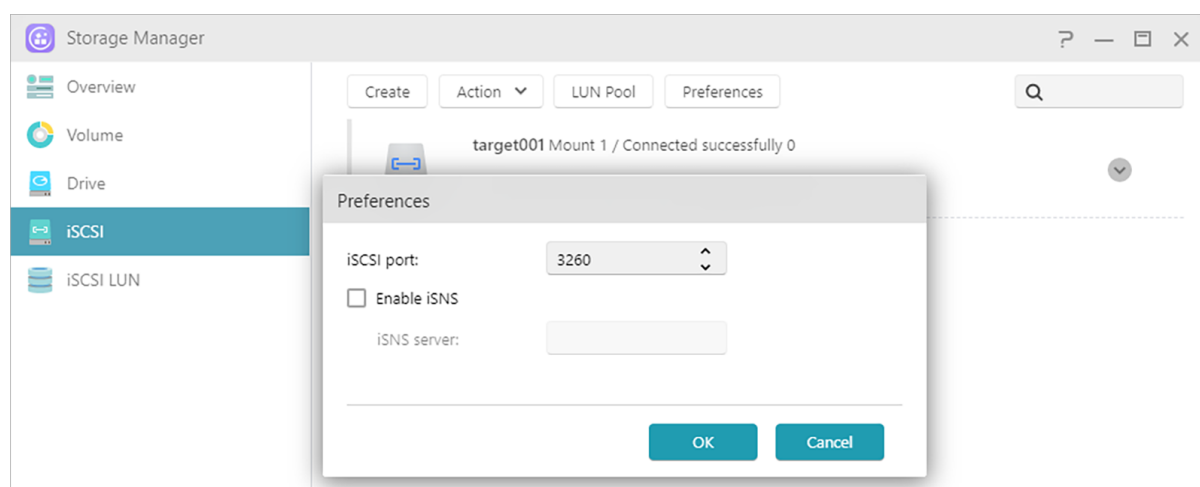 Storage Manager
Overview
Volume
Drive
iSCSI
iSCSI LUN
Create Action LUN Pool Preferences
target001 Mount 1 / Connected successfully 0
Preferences
iSCSI port: 3260
Enable iSNS
iSNS server:
OK Cancel